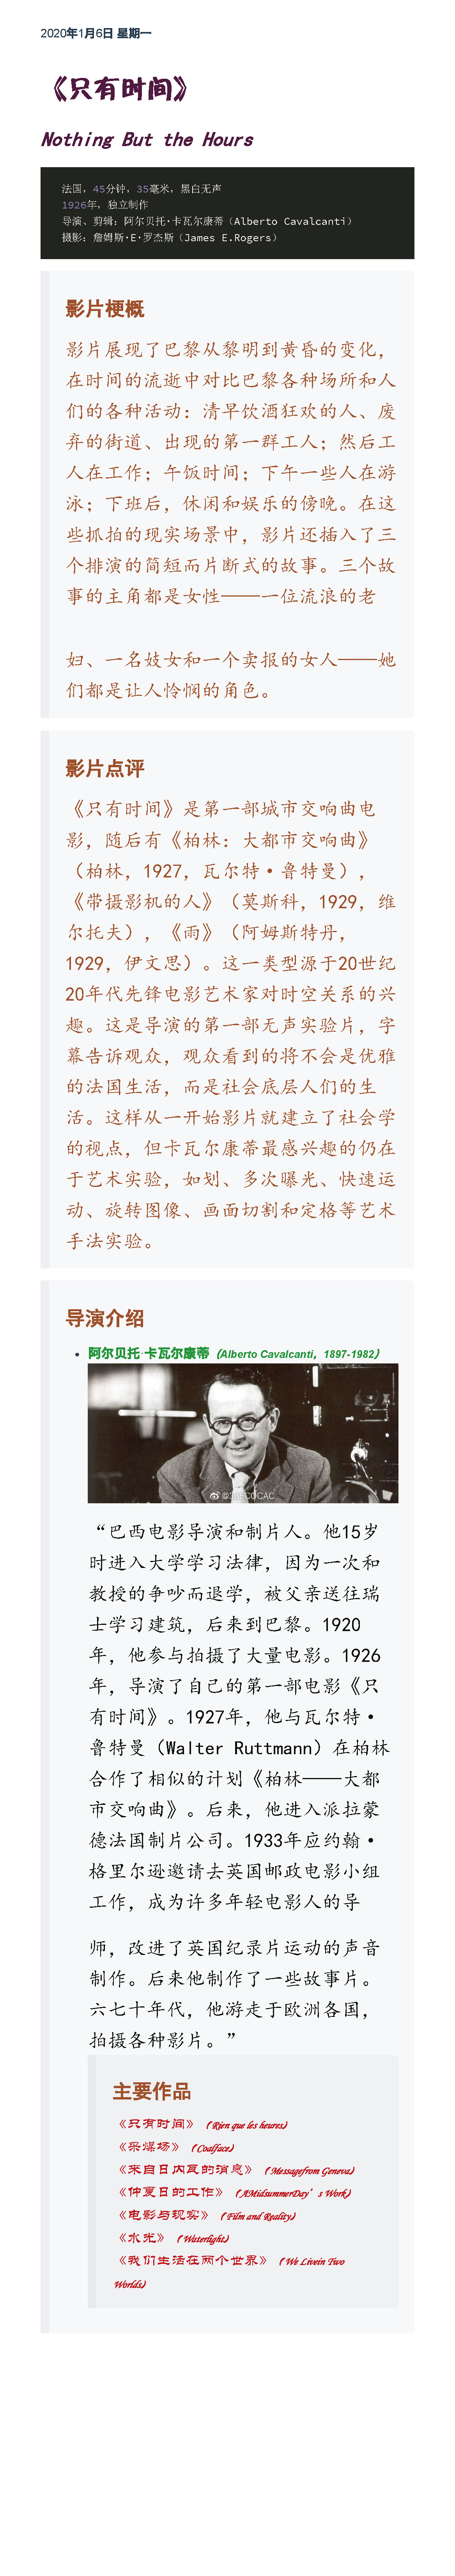 2020年1月6日 星期一
《只有时间》
Nothing But the Hours
法国，45分钟，35毫米，黑白无声
1926年，独立制作
导演、剪辑：阿尔贝托·卡瓦尔康蒂（Alberto Cavalcanti）
摄影：詹姆斯·E·罗杰斯（James E.Rogers）
影片梗概
影片展现了巴黎从黎明到黄昏的变化，
在时间的流逝中对比巴黎各种场所和人
们的各种活动：清早饮酒狂欢的人、废
弃的街道、出现的第一群工人；然后工
人在工作；午饭时间；下午一些人在游
泳；下班后，休闲和娱乐的傍晚。在这
些抓拍的现实场景中，影片还插入了三
个排演的简短而片断式的故事。三个故
事的主角都是女性——一位流浪的老
妇、一名妓女和一个卖报的女人——她
们都是让人怜悯的角色。
影片点评
《只有时间》是第一部城市交响曲电
影，随后有《柏林：大都市交响曲》
（柏林，1927，瓦尔特·鲁特曼），
《带摄影机的人》（莫斯科，1929，维
尔托夫），《雨》（阿姆斯特丹，
1929，伊文思）。这一类型源于20世纪
20年代先锋电影艺术家对时空关系的兴
趣。这是导演的第一部无声实验片，字
幕告诉观众，观众看到的将不会是优雅
的法国生活，而是社会底层人们的生
活。这样从一开始影片就建立了社会学
的视点，但卡瓦尔康蒂最感兴趣的仍在
于艺术实验，如划、多次曝光、快速运
动、旋转图像、画面切割和定格等艺术
手法实验。
导演介绍
阿尔贝托·卡瓦尔康蒂（Alberto Cavalcanti，1897-1982）
@36ECOCAC
“巴西电影导演和制片人。他15岁
时进入大学学习法律，因为一次和
教授的争吵而退学，被父亲送往瑞
士学习建筑，后来到巴黎。1920
年，他参与拍摄了大量电影。1926
年，导演了自己的第一部电影《只
有时间》。1927年，他与瓦尔特·
鲁特曼（Walter Ruttmann）在柏林
合作了相似的计划《柏林——大都
市交响曲》。后来，他进入派拉蒙
德法国制片公司。1933年应约翰·
格里尔逊邀请去英国邮政电影小组
工作，成为许多年轻电影人的导
师，改进了英国纪录片运动的声音
制作。后来他制作了一些故事片。
六七十年代，他游走于欧洲各国，
拍摄各种影片。”
主要作品
《只有时间》（Rien que les heures）
《采煤场》（Coalface）
《来自日内瓦的消息》（Messagefrom Geneva）
《仲夏日的工作》（AMidsummerDay’s Work）
《电影与现实》（Film and Reality）
《水光》（Waterlight）
《我们生活在两个世界》（We Livein Two
Worlds）